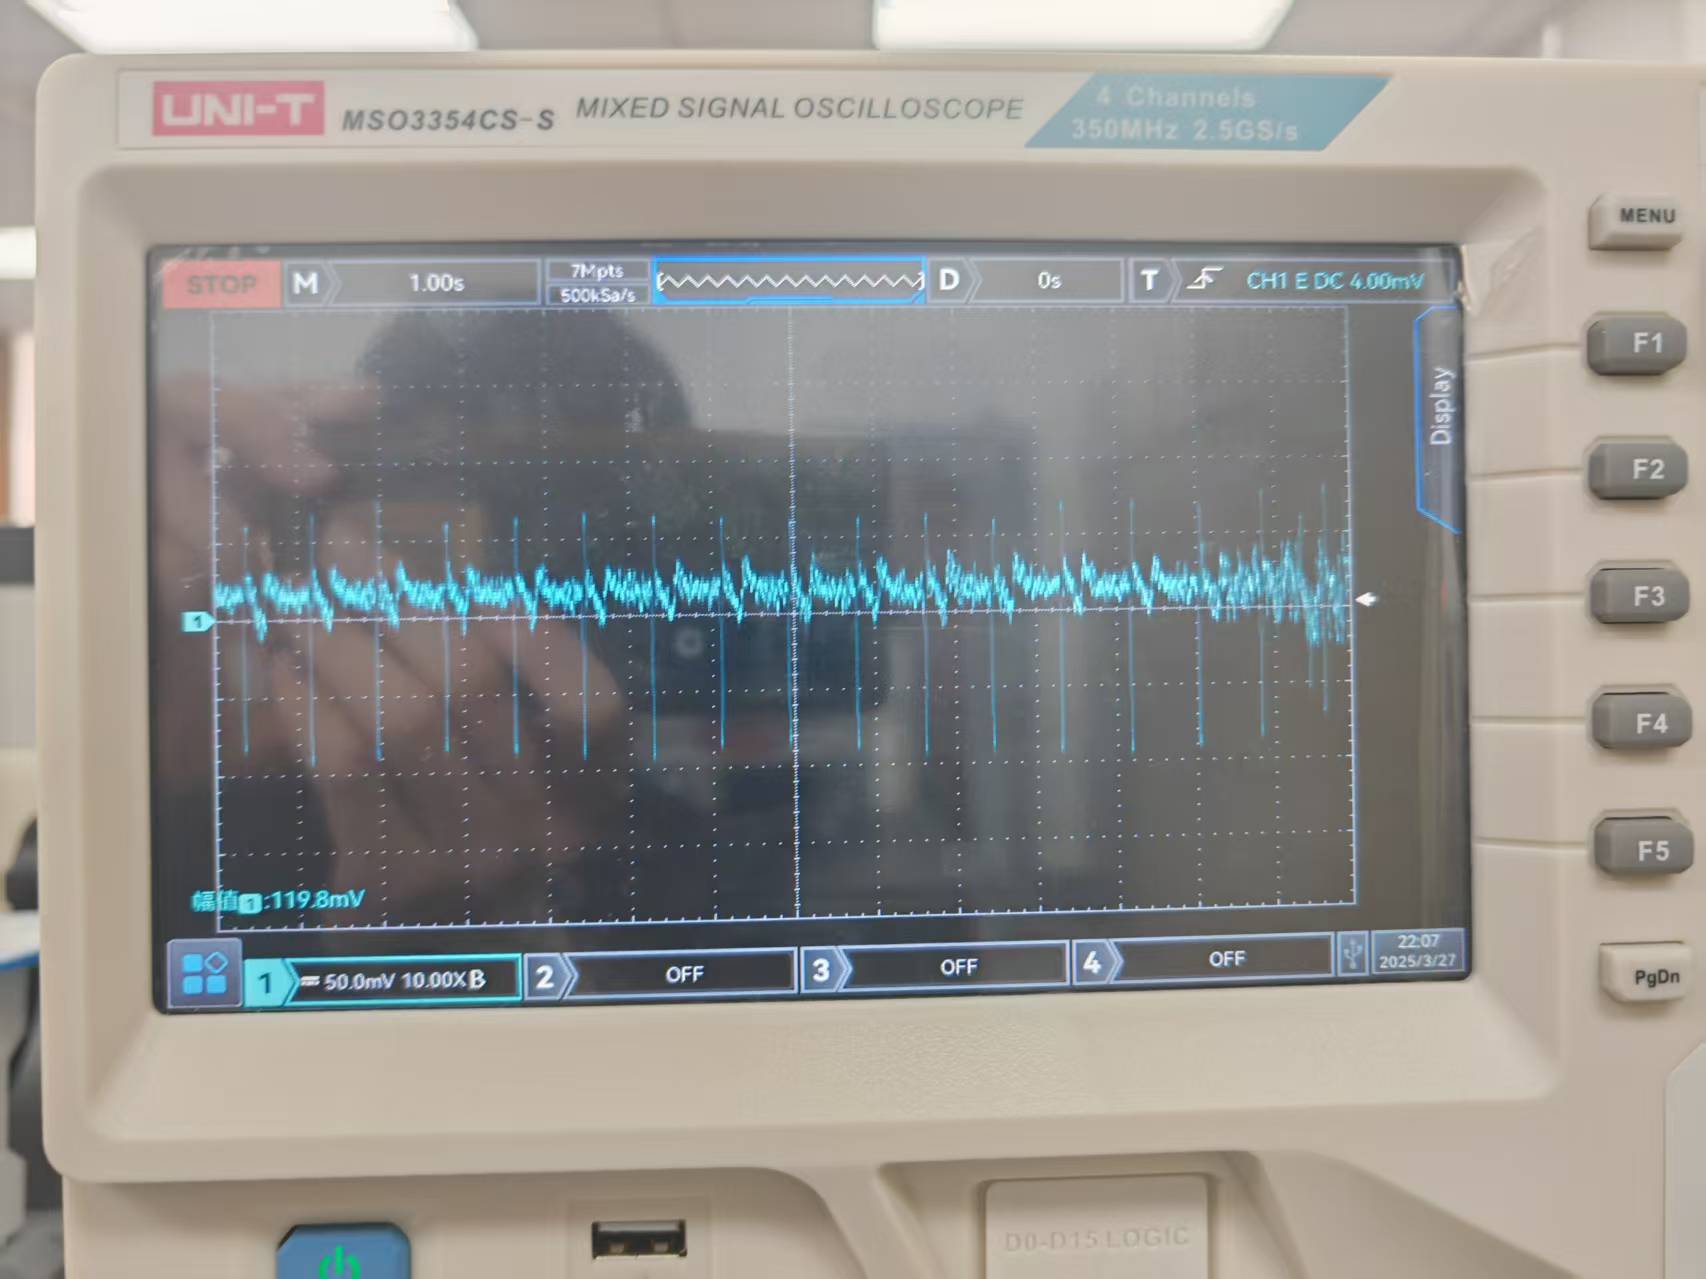 UNI-T MSO3354CS-S MIXED SIGNAL OSCILLOSCOPE
4 Channels
350MHz 2.5GS/s
MENU
STOP M 1.00s 7Mpts D 0s T CH1 E DC 4.00mV
500kSa/s
F1
Display
F2
F3
1
F4
F5
幅值1:119.8mV
1 50.0mV 10.00X B 2 OFF 3 OFF 4 OFF 22:07
2025/3/27
PgDn
D0-D15 LOGIC